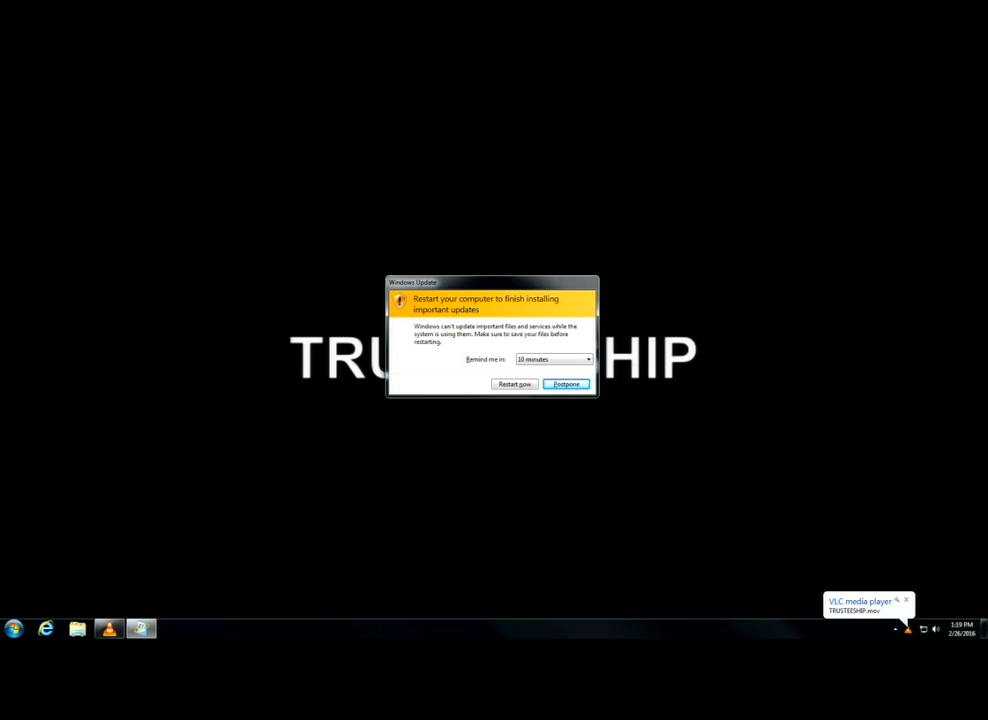 Windows Update
Restart your computer to finish installing
important updates
Windows can't update important files and services while the
system is using them. Make sure to save your files before
restarting.
TRU HIP
Remind me in: 10 minutes
Restart now Postpone
VLC media player
TRUSTEESHIP.mov
1:19 PM
2/26/2016